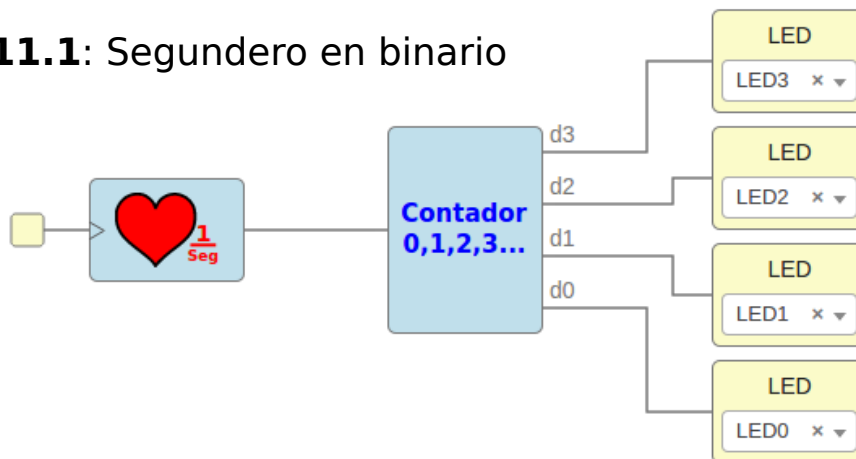 11.1: Segundero en binario
1
Seg
Contador
0,1,2,3...
d3
d2
d1
d0
LED
LED3 ×
LED
LED2 ×
LED
LED1 ×
LED
LED0 ×